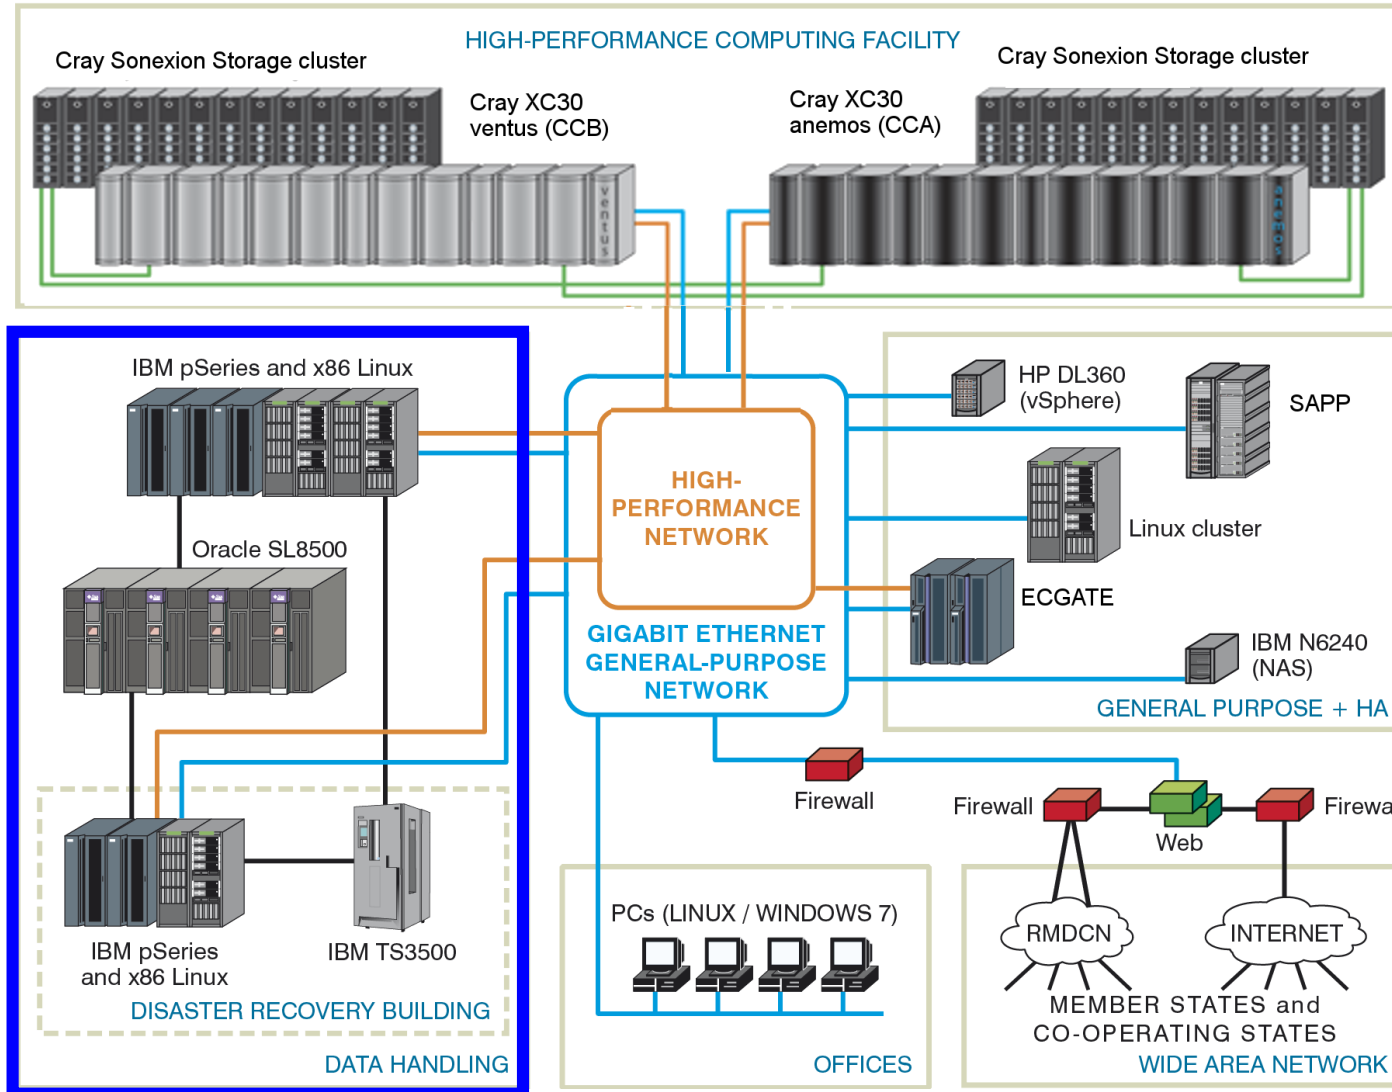 HIGH-PERFORMANCE COMPUTING FACILITY
Cray Sonexion Storage cluster
Cray Sonexion Storage cluster
Cray XC30
ventus (CCB)
Cray XC30
anemos (CCA)
ventus
anemos
IBM pSeries and x86 Linux
Oracle SL8500
IBM pSeries
and x86 Linux
IBM TS3500
DISASTER RECOVERY BUILDING
DATA HANDLING
HIGH-
PERFORMANCE
NETWORK
GIGABIT ETHERNET
GENERAL-PURPOSE
NETWORK
HP DL360
(vSphere)
SAPP
Linux cluster
ECGATE
IBM N6240
(NAS)
GENERAL PURPOSE + HA
Firewall
Firewall
Web
Firewa
PCs (LINUX / WINDOWS 7)
OFFICES
RMDCN
INTERNET
MEMBER STATES and
CO-OPERATING STATES
WIDE AREA NETWORK